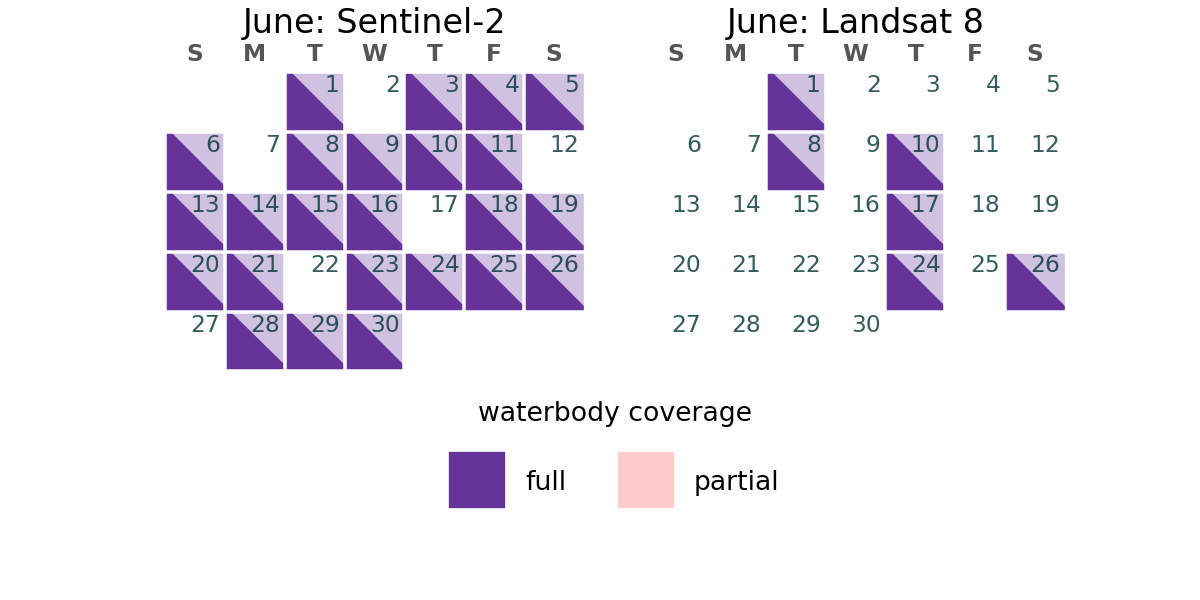 June: Sentinel-2
S M T W T F S
1 2 3 4 5
6 7 8 9 10 11 12
13 14 15 16 17 18 19
20 21 22 23 24 25 26
27 28 29 30
June: Landsat 8
S M T W T F S
1 2 3 4 5
6 7 8 9 10 11 12
13 14 15 16 17 18 19
20 21 22 23 24 25 26
27 28 29 30
waterbody coverage
full partial